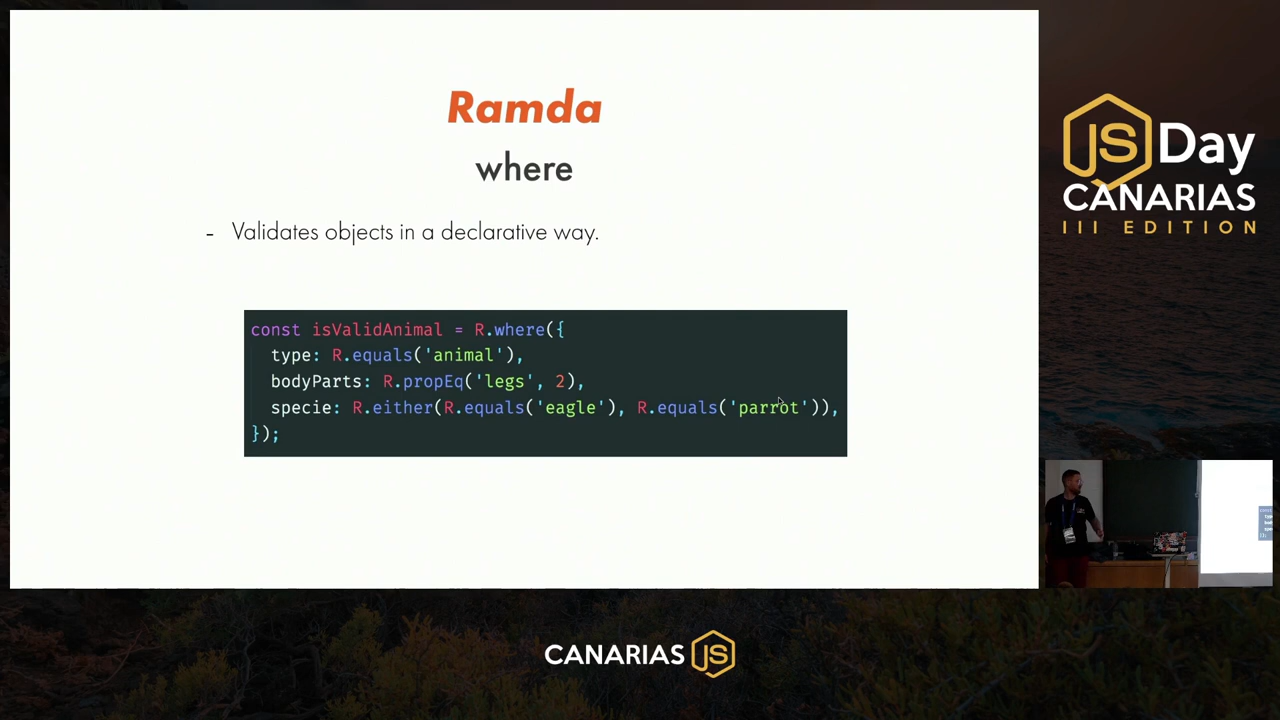 Ramda
where
- Validates objects in a declarative way.
const isValidAnimal = R.where({
  type: R.equals('animal'),
  bodyParts: R.propEq('legs', 2),
  specie: R.either(R.equals('eagle'), R.equals('parrot')),
});
JS Day
CANARIAS
III EDITION
CANARIAS JS